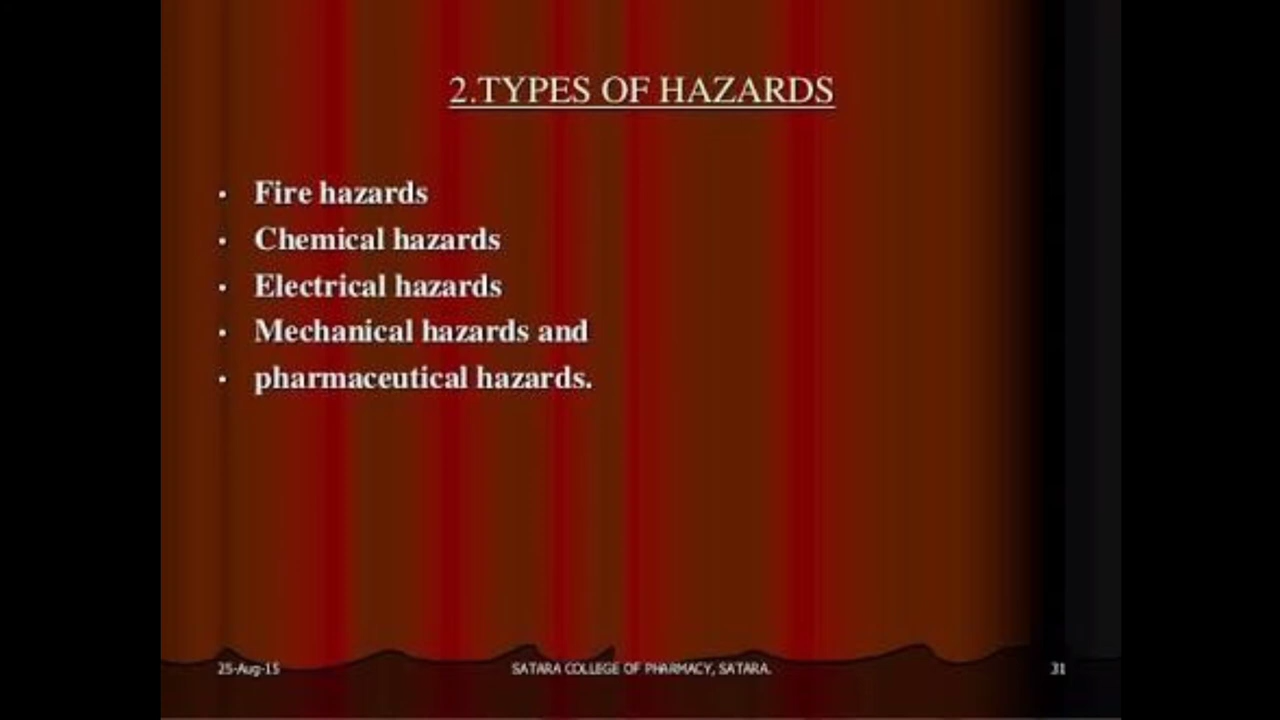 2.TYPES OF HAZARDS
• Fire hazards
• Chemical hazards
• Electrical hazards
• Mechanical hazards and
• pharmaceutical hazards.
25-Aug-15 SATARA COLLEGE OF PHARMACY, SATARA. 31